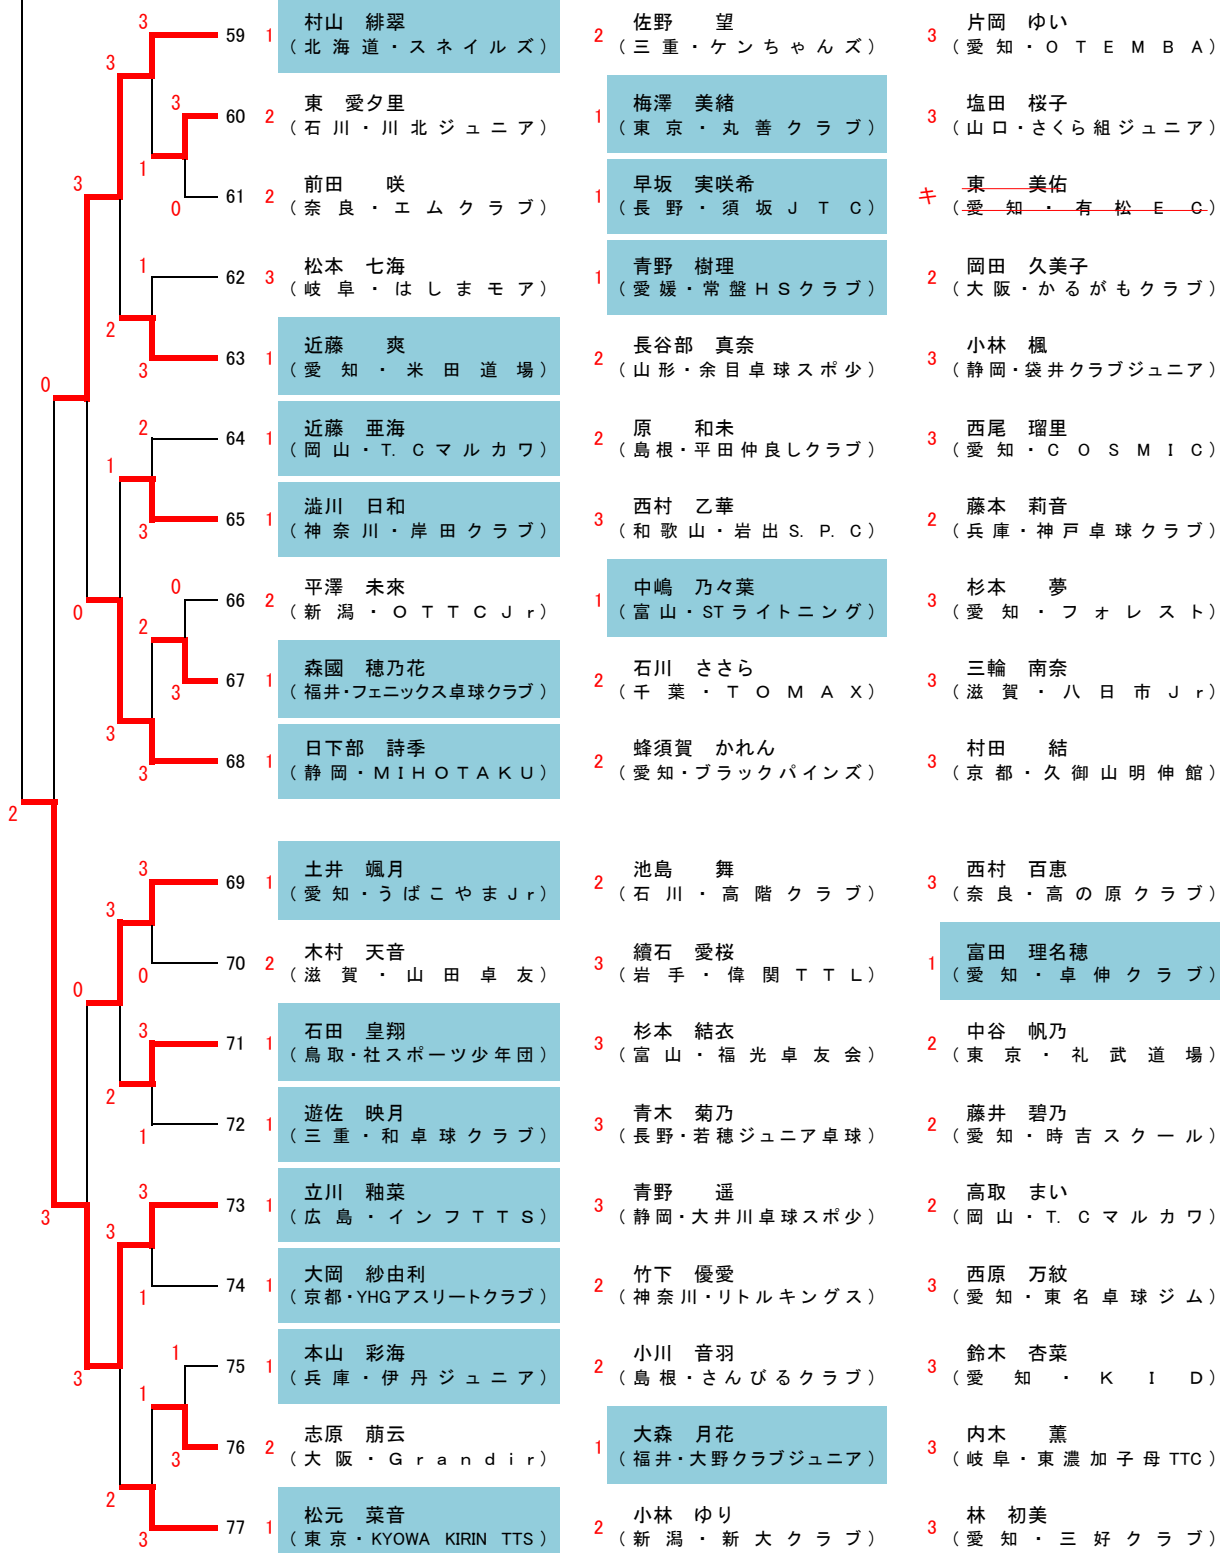 3 59 1 村山 緋翠 2 佐野 望 3 片岡 ゆい
(北海道・スネイルズ) (三重・ケンちゃんズ) (愛知・OTEMBA)
3
3 60 2 東 愛夕里 1 梅澤 美緒 3 塩田 桜子
(石川・川北ジュニア) (東京・丸善クラブ) (山口・さくら組ジュニア)
1
3
0 61 2 前田 咲 1 早坂 実咲希 キ 東 美佑
(奈良・エムクラブ) (長野・須坂JTC) (愛知・有松EC)
1 62 3 松本 七海 1 青野 樹理 2 岡田 久美子
(岐阜・はしまモア) (愛媛・常盤HSクラブ) (大阪・かるがもクラブ)
2
3 63 1 近藤 爽 2 長谷部 真奈 3 小林 楓
(愛知・米田道場) (山形・余目卓球スポ少) (静岡・袋井クラブジュニア)
0
2 64 1 近藤 亜海 2 原 和未 3 西尾 瑠里
(岡山・T.Cマルカワ) (島根・平田仲良しクラブ) (愛知・COSMIC)
1
3 65 1 澁川 日和 3 西村 乙華 2 藤本 莉音
(神奈川・岸田クラブ) (和歌山・岩出S.P.C) (兵庫・神戸卓球クラブ)
0
0 66 2 平澤 未來 1 中嶋 乃々葉 3 杉本 夢
(新潟・OTTCJr) (富山・STライトニング) (愛知・フォレスト)
2
3 67 1 森國 穂乃花 2 石川 ささら 3 三輪 南奈
(福井・フェニックス卓球クラブ) (千葉・TOMAX) (滋賀・八日市Jr)
3
3 68 1 日下部 詩季 2 蜂須賀 かれん 3 村田 結
(静岡・MIHOTAKU) (愛知・ブラックパインズ) (京都・久御山明伸館)
2
3 69 1 土井 颯月 2 池島 舞 3 西村 百恵
(愛知・うばこやまJr) (石川・高階クラブ) (奈良・高の原クラブ)
3
0 70 2 木村 天音 3 續石 愛桜 1 富田 理名穂
(滋賀・山田卓友) (岩手・偉関TTL) (愛知・卓伸クラブ)
0
3 71 1 石田 皇翔 3 杉本 結衣 2 中谷 帆乃
(鳥取・社スポーツ少年団) (富山・福光卓友会) (東京・礼武道場)
2
1 72 1 遊佐 映月 3 青木 菊乃 2 藤井 碧乃
(三重・和卓球クラブ) (長野・若穂ジュニア卓球) (愛知・時吉スクール)
3
3 73 1 立川 釉菜 3 青野 遥 2 高取 まい
(広島・インフTTS) (静岡・大井川卓球スポ少) (岡山・T.Cマルカワ)
3
1 74 1 大岡 紗由利 2 竹下 優愛 3 西原 万紋
(京都・YHGアスリートクラブ) (神奈川・リトルキングス) (愛知・東名卓球ジム)
3
1 75 1 本山 彩海 2 小川 音羽 3 鈴木 杏菜
(兵庫・伊丹ジュニア) (島根・さんびるクラブ) (愛知・KID)
1
3 76 2 志原 萠云 1 大森 月花 3 内木 薫
(大阪・Grandir) (福井・大野クラブジュニア) (岐阜・東濃加子母TTC)
2
3 77 1 松元 菜音 2 小林 ゆり 3 林 初美
(東京・KYOWA KIRIN TTS) (新潟・新大クラブ) (愛知・三好クラブ)